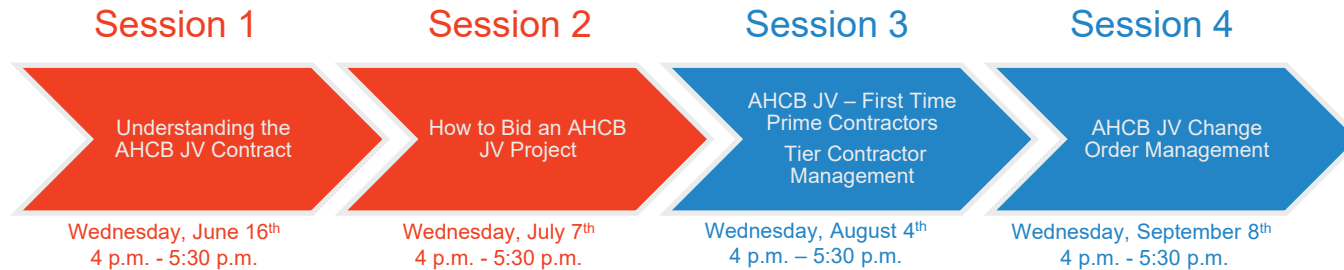 Session 1
Session 2
Session 3
Session 4
Understanding the
AHCB JV Contract
How to Bid an AHCB
JV Project
AHCB JV – First Time
Prime Contractors
Tier Contractor
Management
AHCB JV Change
Order Management
Wednesday, June 16th
4 p.m. - 5:30 p.m.
Wednesday, July 7th
4 p.m. - 5:30 p.m.
Wednesday, August 4th
4 p.m. – 5:30 p.m.
Wednesday, September 8th
4 p.m. - 5:30 p.m.